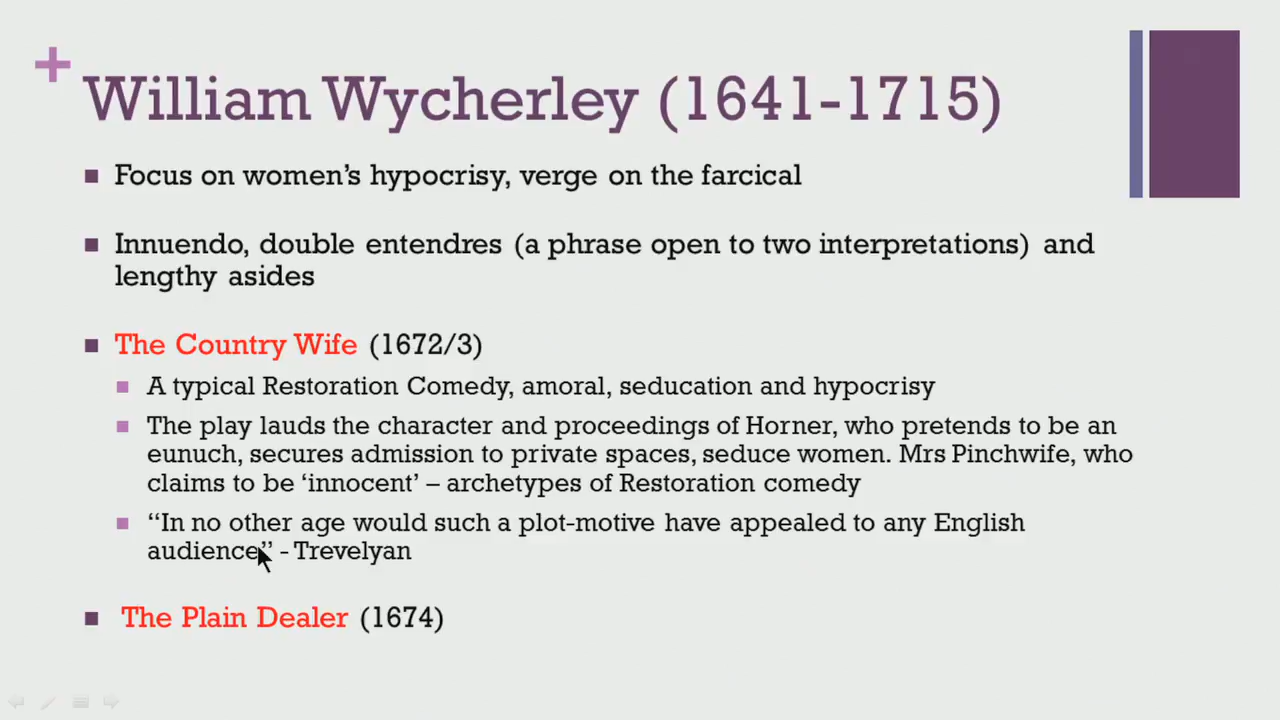 +
William Wycherley (1641-1715)
Focus on women's hypocrisy, verge on the farcical
Innuendo, double entendres (a phrase open to two interpretations) and
lengthy asides
The Country Wife (1672/3)
A typical Restoration Comedy, amoral, seducation and hypocrisy
The play lauds the character and proceedings of Horner, who pretends to be an
eunuch, secures admission to private spaces, seduce women. Mrs Pinchwife, who
claims to be ‘innocent’ – archetypes of Restoration comedy
“In no other age would such a plot-motive have appealed to any English
audience” - Trevelyan
The Plain Dealer (1674)